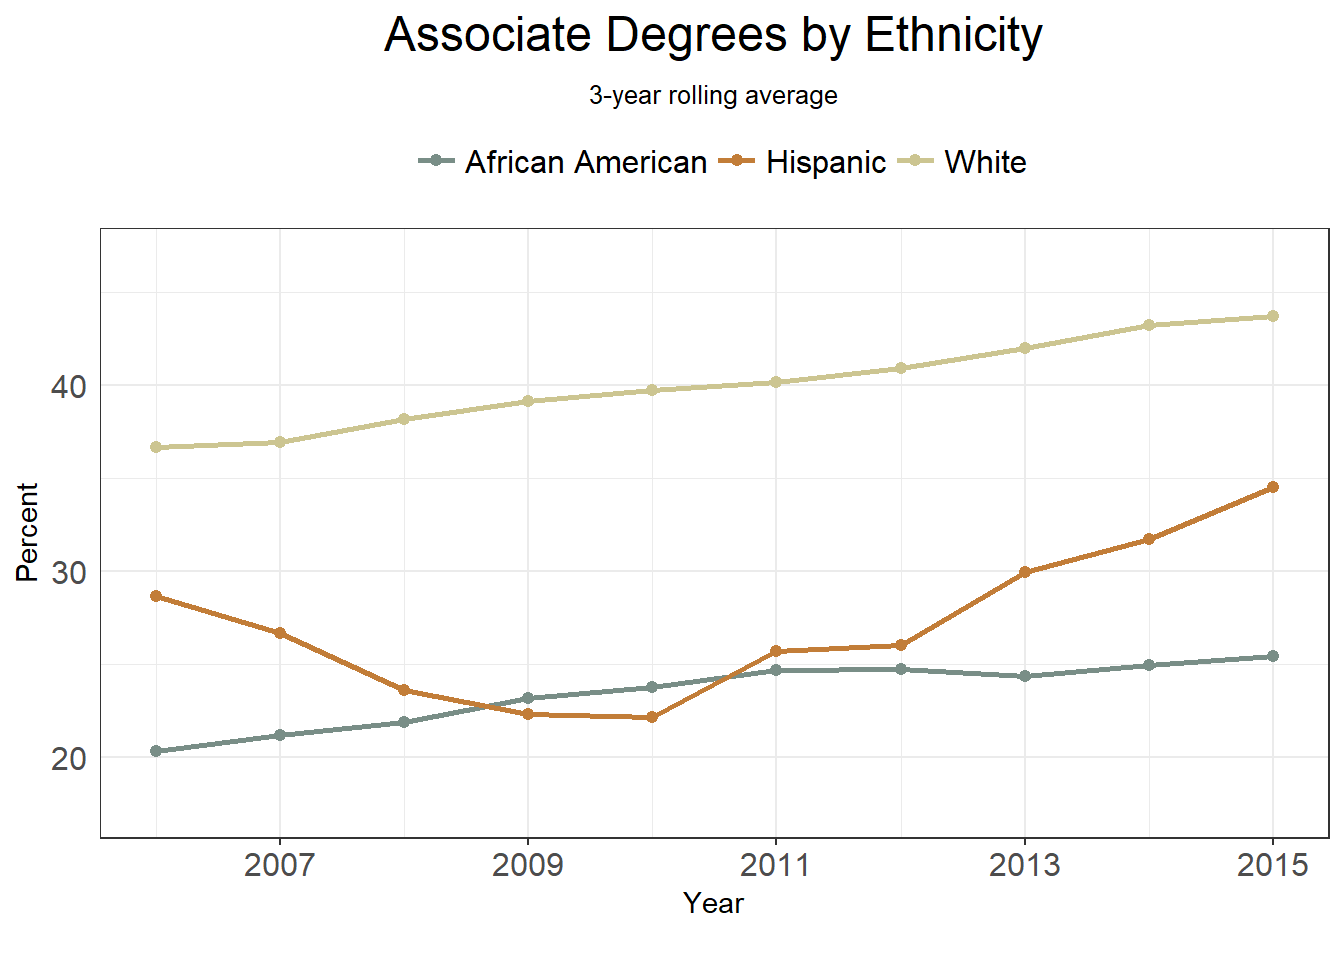 Associate Degrees by Ethnicity
3-year rolling average
African American Hispanic White
40
30
20
Percent
2007 2009 2011 2013 2015
Year